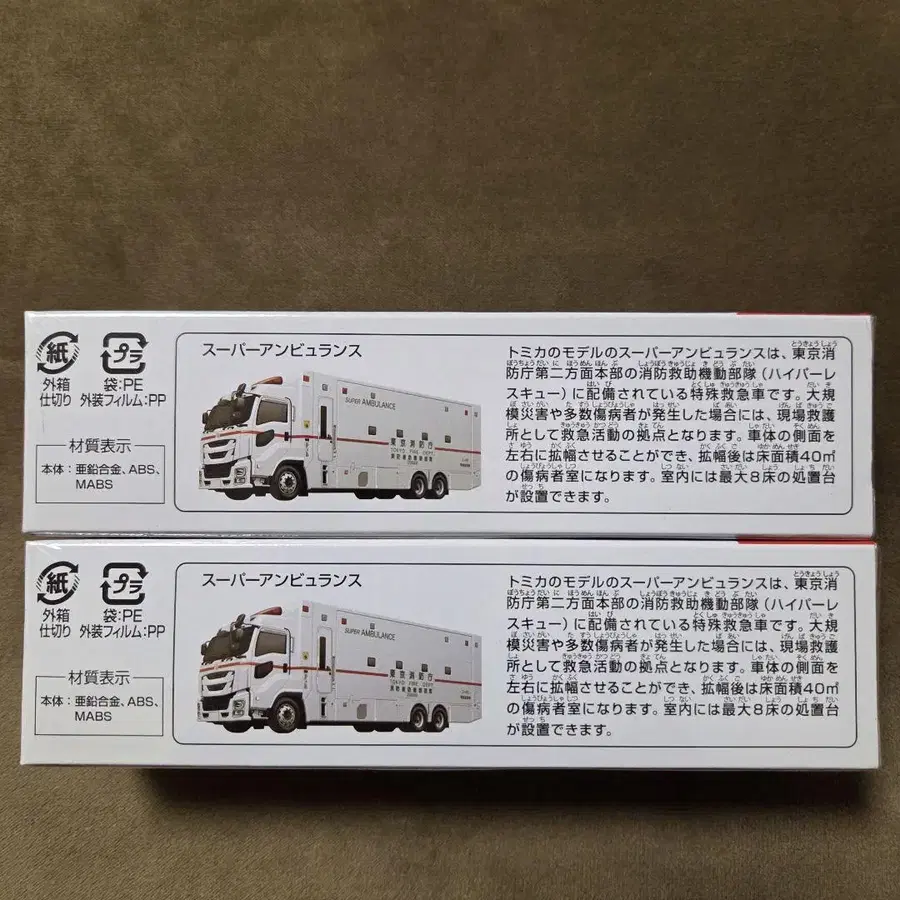 紙
プラ
外箱
仕切り
袋:PE
外装フィルム:PP
材質表示
本体:亜鉛合金、ABS、
MABS
スーパーアンビュランス
SUPER AMBULANCE
東京消防庁
TOKYO FIRE DEPT.
トミカのモデルのスーパーアンビュランスは、東京消
防庁第二方面本部の消防救助機動部隊(ハイパーレ
スキュー)に配備されている特殊救急車です。大規
模災害や多数傷病者が発生した場合には、現場救護
所として救急活動の拠点となります。車体の側面を
左右に拡幅させることができ、拡幅後は床面積40㎡
の傷病者室になります。室内には最大8床の処置台
が設置できます。
紙
プラ
外箱
仕切り
袋:PE
外装フィルム:PP
材質表示
本体:亜鉛合金、ABS、
MABS
スーパーアンビュランス
SUPER AMBULANCE
東京消防庁
TOKYO FIRE DEPT.
トミカのモデルのスーパーアンビュランスは、東京消
防庁第二方面本部の消防救助機動部隊(ハイパーレ
スキュー)に配備されている特殊救急車です。大規
模災害や多数傷病者が発生した場合には、現場救護
所として救急活動の拠点となります。車体の側面を
左右に拡幅させることができ、拡幅後は床面積40㎡
の傷病者室になります。室内には最大8床の処置台
が設置できます。